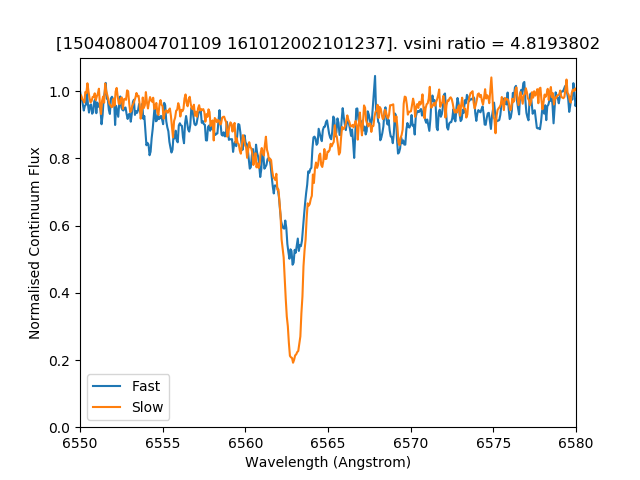 [150408004701109 161012002101237]. vsini ratio = 4.8193802
Normalised Continuum Flux
1.0
0.8
0.6
0.4
0.2
0.0
Fast
Slow
6550 6555 6560 6565 6570 6575 6580
Wavelength (Angstrom)